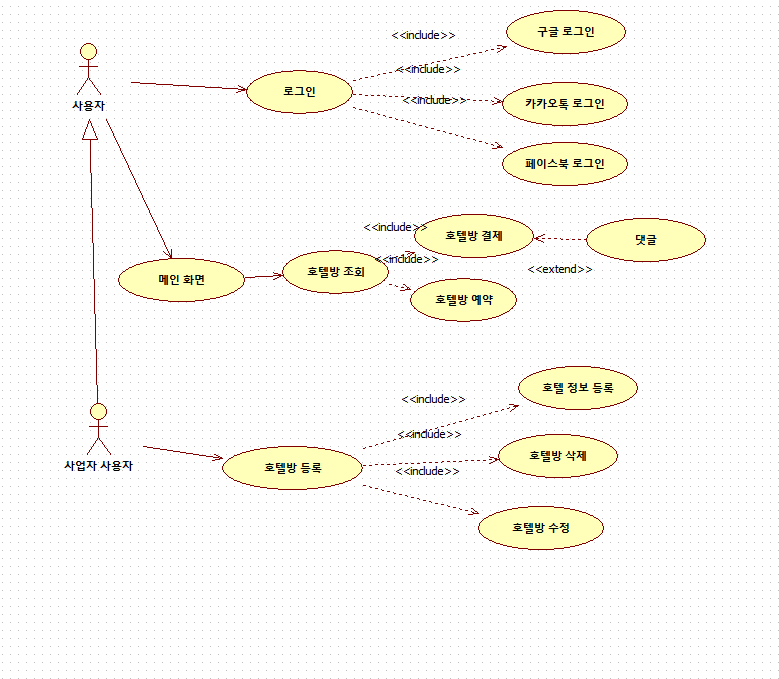 <<include>>
구글 로그인
사용자
로그인
<<include>>
<<include>>
카카오톡 로그인
페이스북 로그인
<<include>>
호텔방 결제
댓글
메인 화면
호텔방 조회
<<include>>
<<extend>>
호텔방 예약
<<include>>
호텔 정보 등록
사업자 사용자
호텔방 등록
<<include>>
호텔방 삭제
<<include>>
호텔방 수정